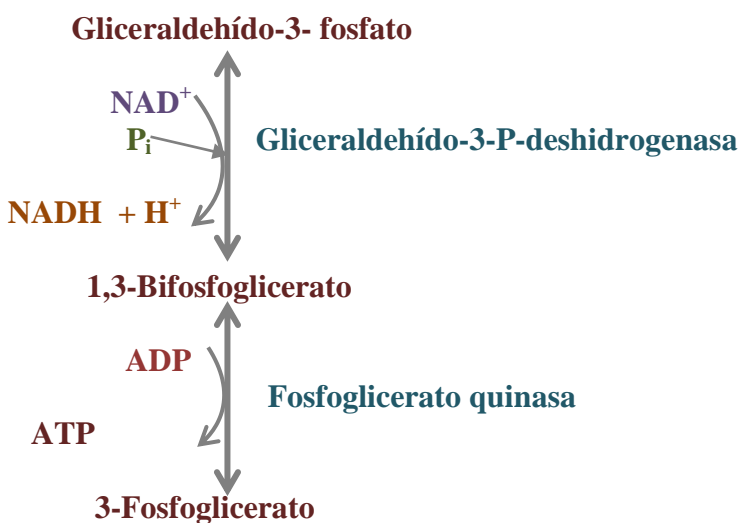 Gliceraldehído-3- fosfato
NAD⁺
Pᵢ
Gliceraldehído-3-P-deshidrogenasa
NADH + H⁺
1,3-Bifosfoglicerato
ADP
Fosfoglicerato quinasa
ATP
3-Fosfoglicerato